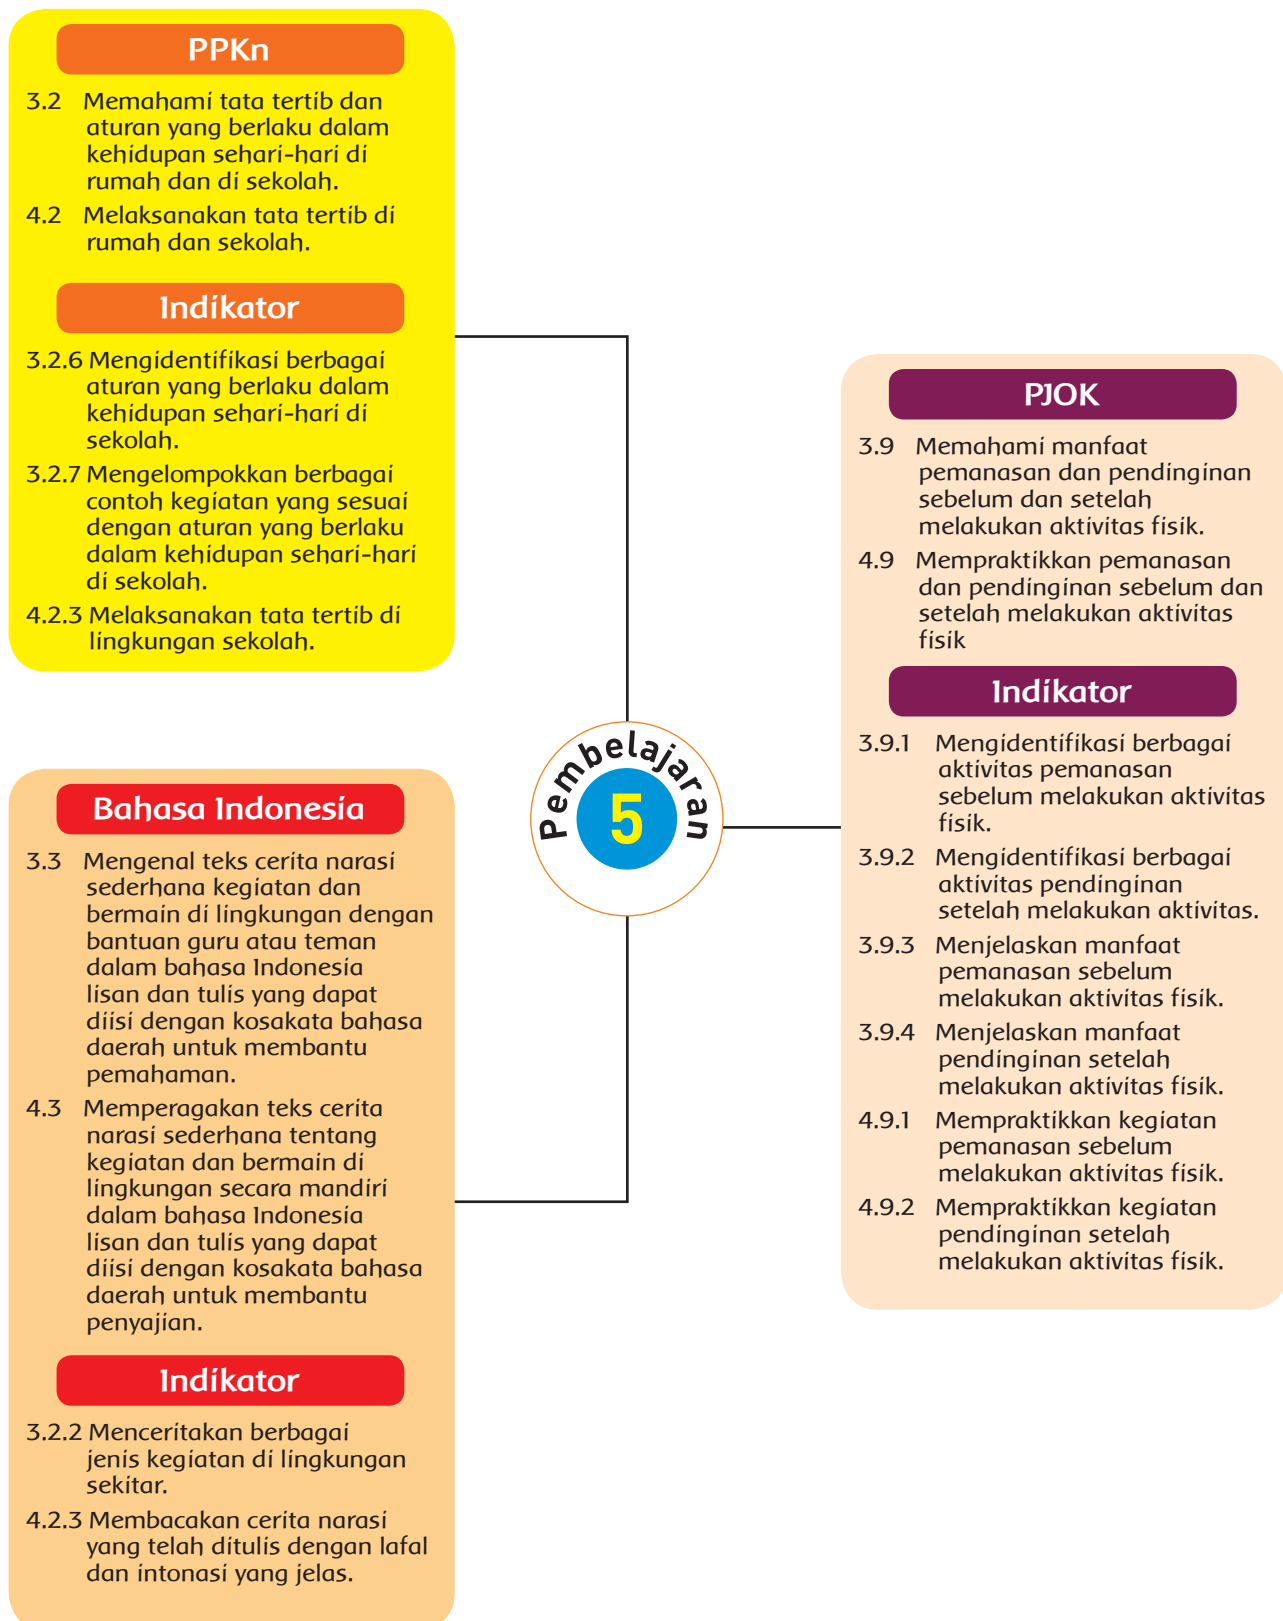 PPKn
3.2 Memahami tata tertib dan
aturan yang berlaku dalam
kehidupan sehari-hari di
rumah dan di sekolah.
4.2 Melaksanakan tata tertib di
rumah dan sekolah.
Indikator
3.2.6 Mengidentifikasi berbagai
aturan yang berlaku dalam
kehidupan sehari-hari di
sekolah.
3.2.7 Mengelompokkan berbagai
contoh kegiatan yang sesuai
dengan aturan yang berlaku
dalam kehidupan sehari-hari
di sekolah.
4.2.3 Melaksanakan tata tertib di
lingkungan sekolah.
Bahasa Indonesia
3.3 Mengenal teks cerita narasi
sederhana kegiatan dan
bermain di lingkungan dengan
bantuan guru atau teman
dalam bahasa Indonesia
lisan dan tulis yang dapat
diisi dengan kosakata bahasa
daerah untuk membantu
pemahaman.
4.3 Memperagakan teks cerita
narasi sederhana tentang
kegiatan dan bermain di
lingkungan secara mandiri
dalam bahasa Indonesia
lisan dan tulis yang dapat
diisi dengan kosakata bahasa
daerah untuk membantu
penyajian.
Indikator
3.2.2 Menceritakan berbagai
jenis kegiatan di lingkungan
sekitar.
4.2.3 Membacakan cerita narasi
yang telah ditulis dengan lafal
dan intonasi yang jelas.
Pembelajaran
5
PJOK
3.9 Memahami manfaat
pemanasan dan pendinginan
sebelum dan setelah
melakukan aktivitas fisik.
4.9 Mempraktikkan pemanasan
dan pendinginan sebelum dan
setelah melakukan aktivitas
fisik
Indikator
3.9.1 Mengidentifikasi berbagai
aktivitas pemanasan
sebelum melakukan aktivitas
fisik.
3.9.2 Mengidentifikasi berbagai
aktivitas pendinginan
setelah melakukan aktivitas.
3.9.3 Menjelaskan manfaat
pemanasan sebelum
melakukan aktivitas fisik.
3.9.4 Menjelaskan manfaat
pendinginan setelah
melakukan aktivitas fisik.
4.9.1 Mempraktikkan kegiatan
pemanasan sebelum
melakukan aktivitas fisik.
4.9.2 Mempraktikkan kegiatan
pendinginan setelah
melakukan aktivitas fisik.